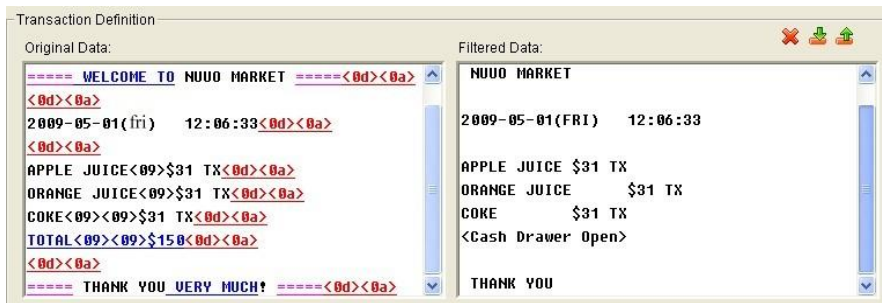 Transaction Definition
Original Data:
===== WELCOME TO NUUO MARKET =====<0d><0a>
<0d><0a>
2009-05-01(fri) 12:06:33<0d><0a>
<0d><0a>
APPLE JUICE<09>$31 TX<0d><0a>
ORANGE JUICE<09>$31 TX<0d><0a>
COKE<09><09>$31 TX<0d><0a>
TOTAL<09><09>$150<0d><0a>
<0d><0a>
===== THANK YOU VERY MUCH! =====<0d><0a>
Filtered Data:
NUUO MARKET
2009-05-01(FRI) 12:06:33
APPLE JUICE $31 TX
ORANGE JUICE $31 TX
COKE $31 TX
<Cash Drawer Open>
THANK YOU